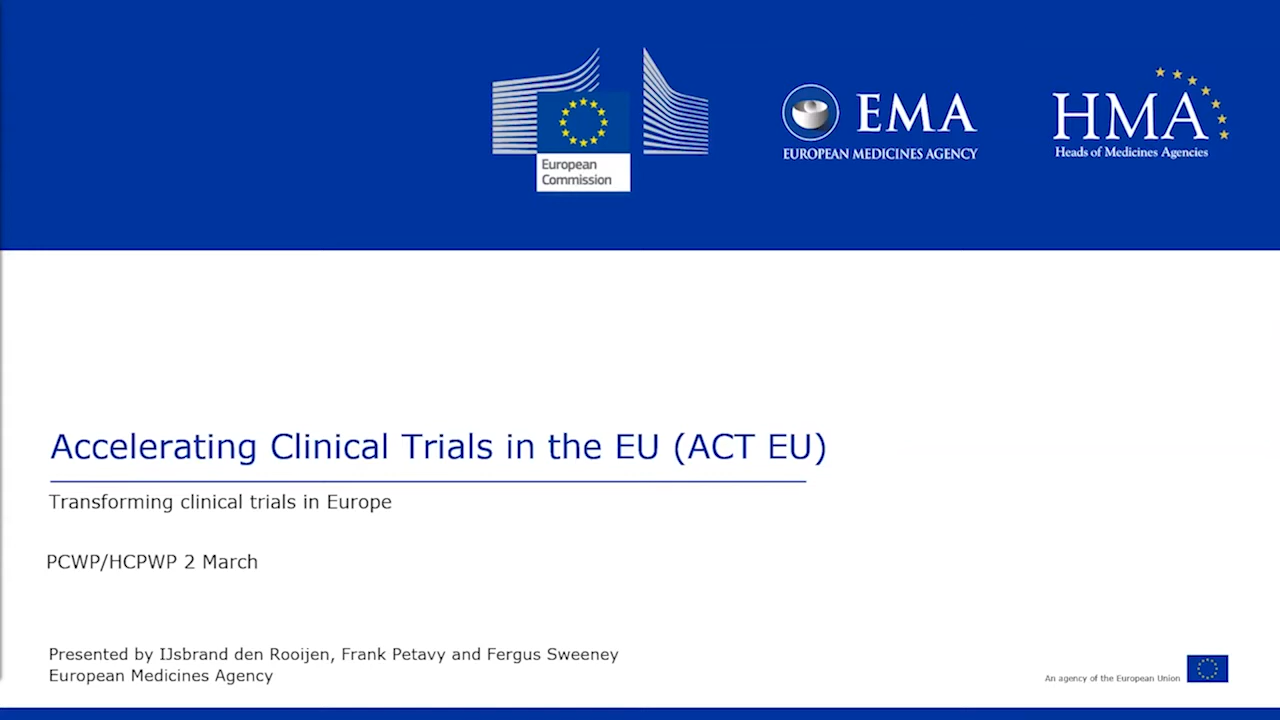 European
Commission
EMA
EUROPEAN MEDICINES AGENCY
HMA
Heads of Medicines Agencies
Accelerating Clinical Trials in the EU (ACT EU)
Transforming clinical trials in Europe
PCWP/HCPWP 2 March
Presented by IJsbrand den Rooijen, Frank Petavy and Fergus Sweeney
European Medicines Agency
An agency of the European Union